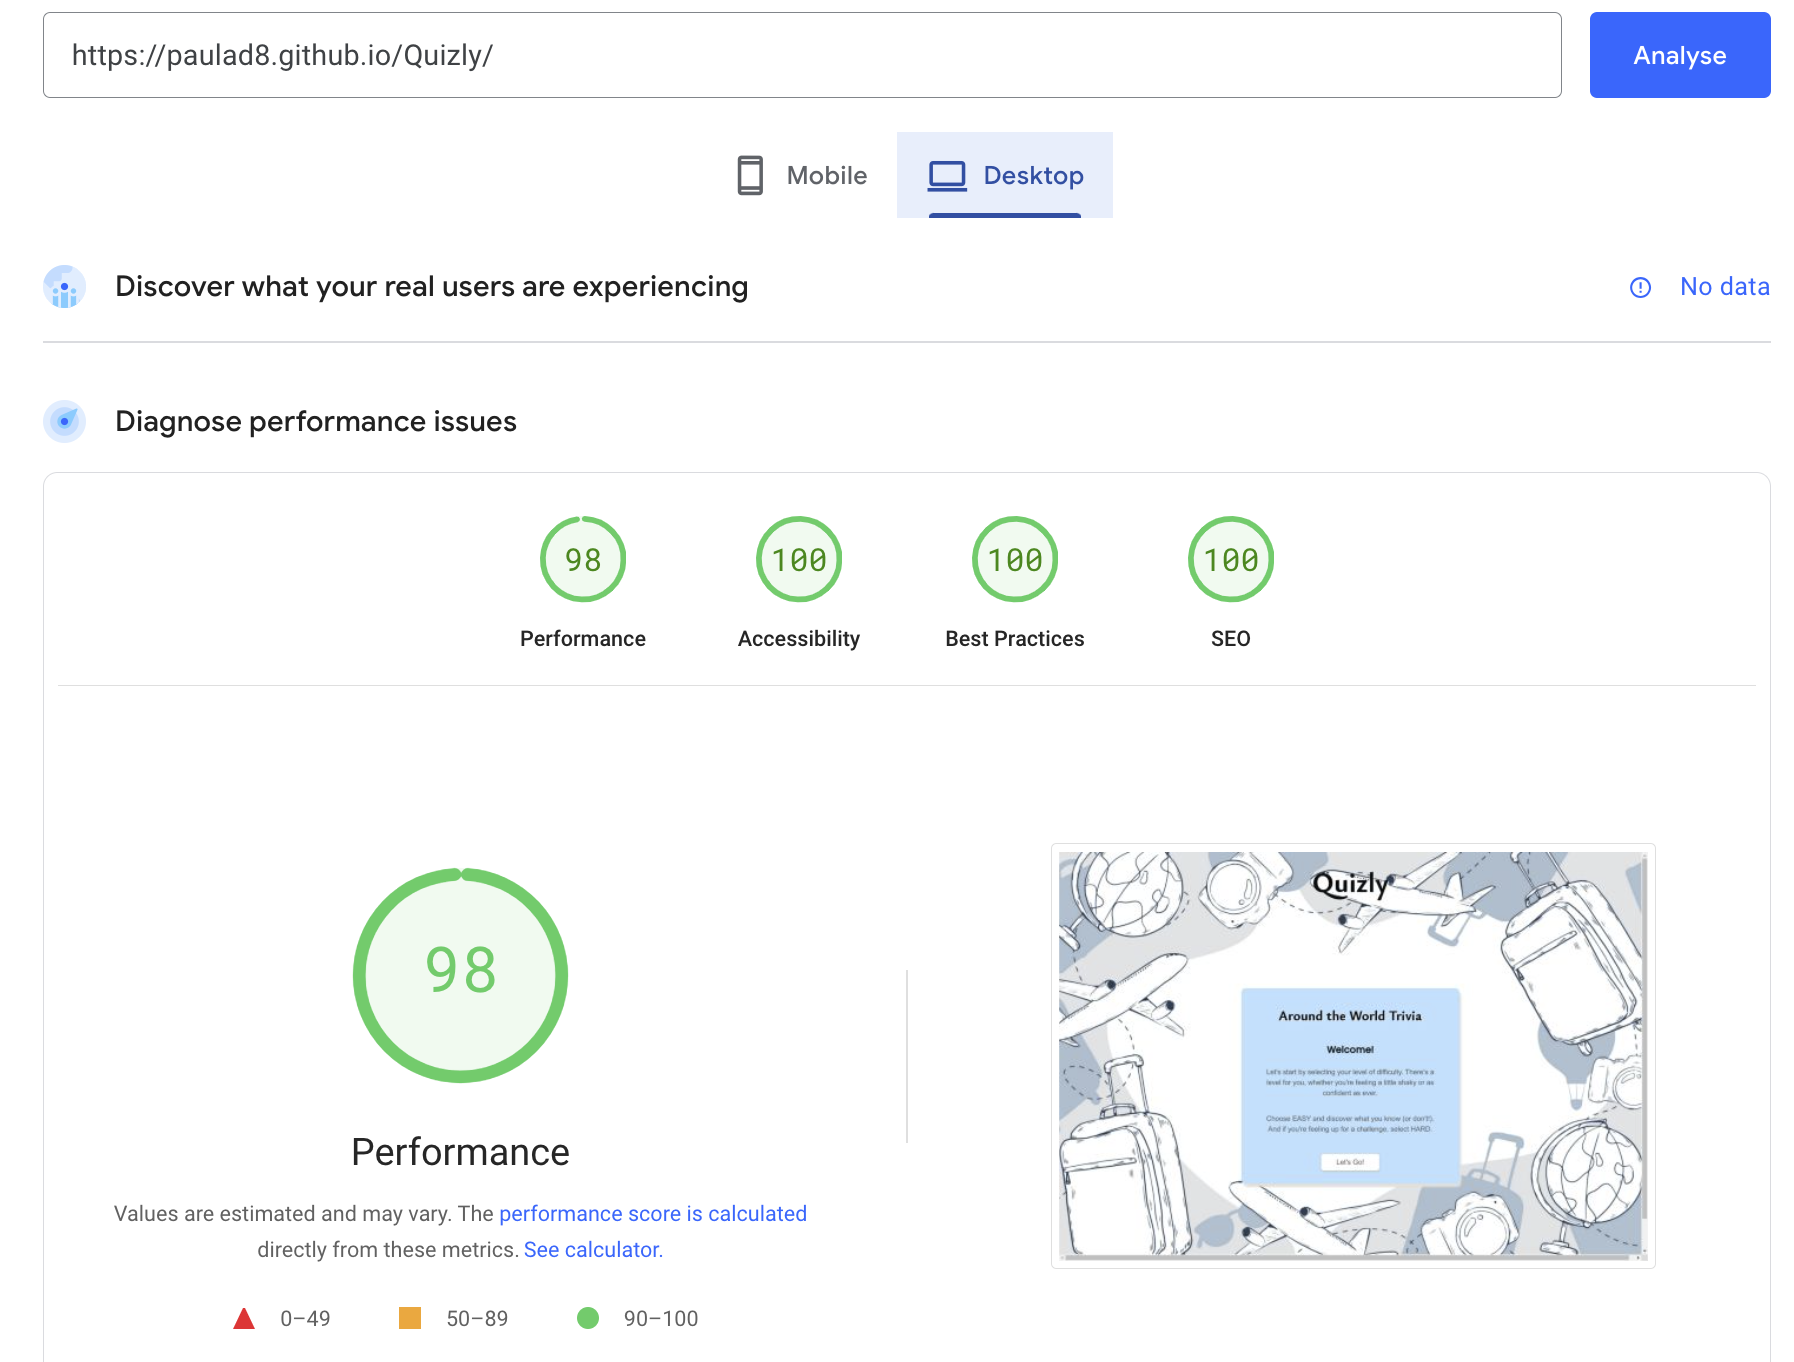 https://paulad8.github.io/Quizly/
Analyse
Mobile
Desktop
Discover what your real users are experiencing
No data
Diagnose performance issues
98
100
100
100
Performance
Accessibility
Best Practices
SEO
98
Performance
Values are estimated and may vary. The performance score is calculated
directly from these metrics. See calculator.
0–49
50–89
90–100
Quizly
Around the World Trivia
Welcome!
Let's start by selecting your level of difficulty. There's a
level for you, whether you're feeling a little shaky or as
confident as ever.
Choose EASY and discover what you know (or don't!).
And if you're feeling up for a challenge, select HARD.
Let's Go!